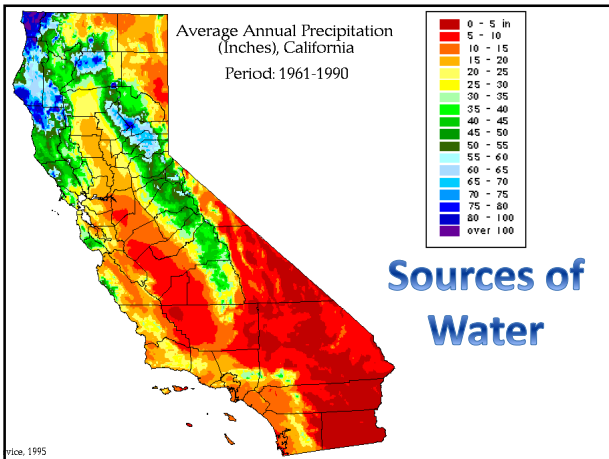 Average Annual Precipitation
(Inches), California
Period: 1961-1990
0 - 5 in
5 - 10
10 - 15
15 - 20
20 - 25
25 - 30
30 - 35
35 - 40
40 - 45
45 - 50
50 - 55
55 - 60
60 - 65
65 - 70
70 - 75
75 - 80
80 - 100
over 100
Sources of
Water
vice, 1995